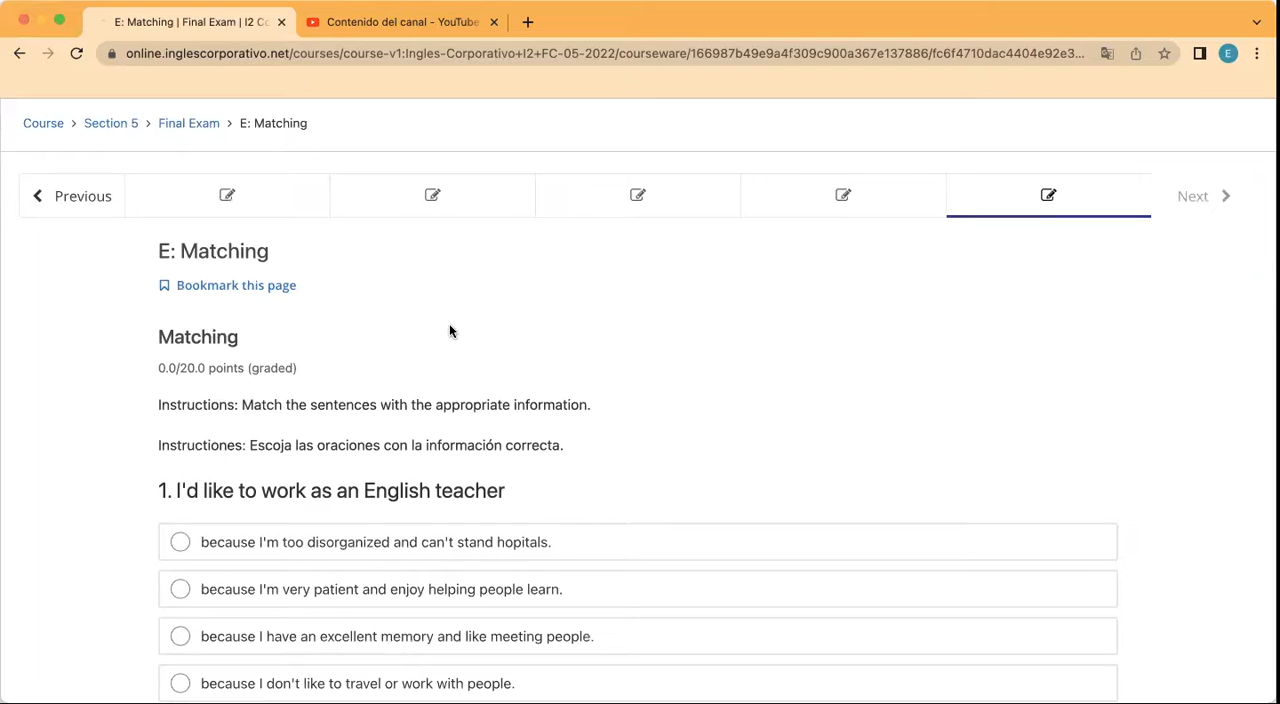 E: Matching | Final Exam | I2 Co
Contenido del canal - YouTube
online.inglescorporativo.net/courses/course-v1:Ingles-Corporativo+I2+FC-05-2022/courseware/166987b49e9a4f309c900a367e137886/fc6f4710dac4404e92e3...
E
Course > Section 5 > Final Exam > E: Matching
Previous
Next
E: Matching
Bookmark this page
Matching
0.0/20.0 points (graded)
Instructions: Match the sentences with the appropriate information.
Instructiones: Escoja las oraciones con la información correcta.
1. I'd like to work as an English teacher
because I'm too disorganized and can't stand hopitals.
because I'm very patient and enjoy helping people learn.
because I have an excellent memory and like meeting people.
because I don't like to travel or work with people.